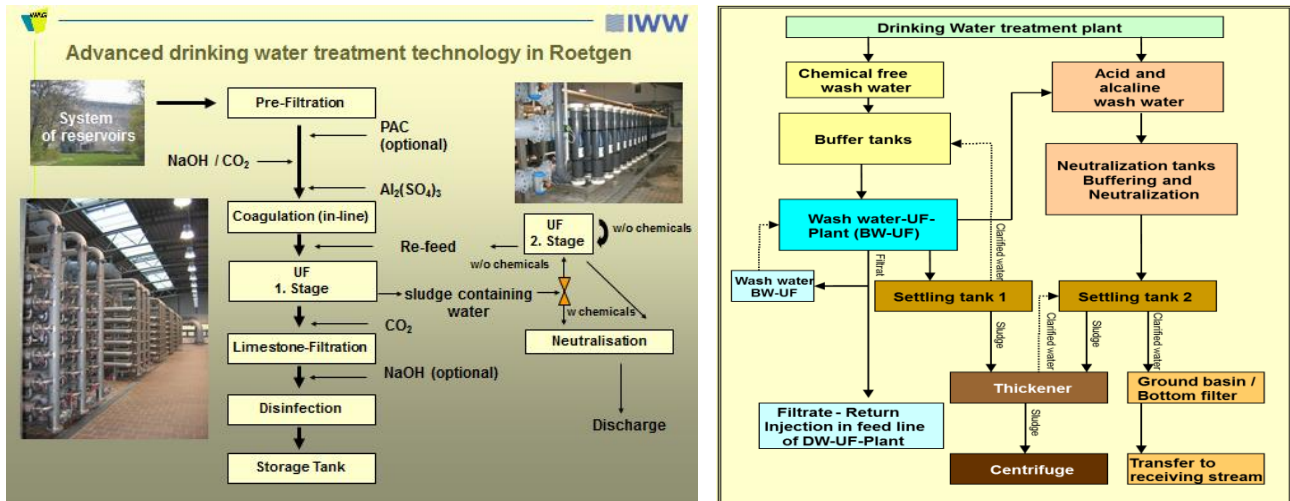 WAG
IWW
Advanced drinking water treatment technology in Roetgen
System
of reservoirs
Pre-Filtration
PAC
(optional)
NaOH / CO₂
Al₂(SO₄)₃
Coagulation (in-line)
Re-feed
UF
2. Stage
w/o chemicals
w/o chemicals
UF
1. Stage
sludge containing
water
w chemicals
CO₂
Neutralisation
Limestone-Filtration
NaOH (optional)
Disinfection
Discharge
Storage Tank
Drinking Water treatment plant
Chemical free
wash water
Acid and
alcaline
wash water
Buffer tanks
Neutralization tanks
Buffering and
Neutralization
Wash water-UF-
Plant (BW-UF)
Clarified water
Filtrat
Wash water
BW-UF
Settling tank 1
Settling tank 2
Sludge
Clarified water
Sludge
Clarified water
Thickener
Ground basin /
Bottom filter
Filtrate - Return
Injection in feed line
of DW-UF-Plant
Sludge
Centrifuge
Transfer to
receiving stream